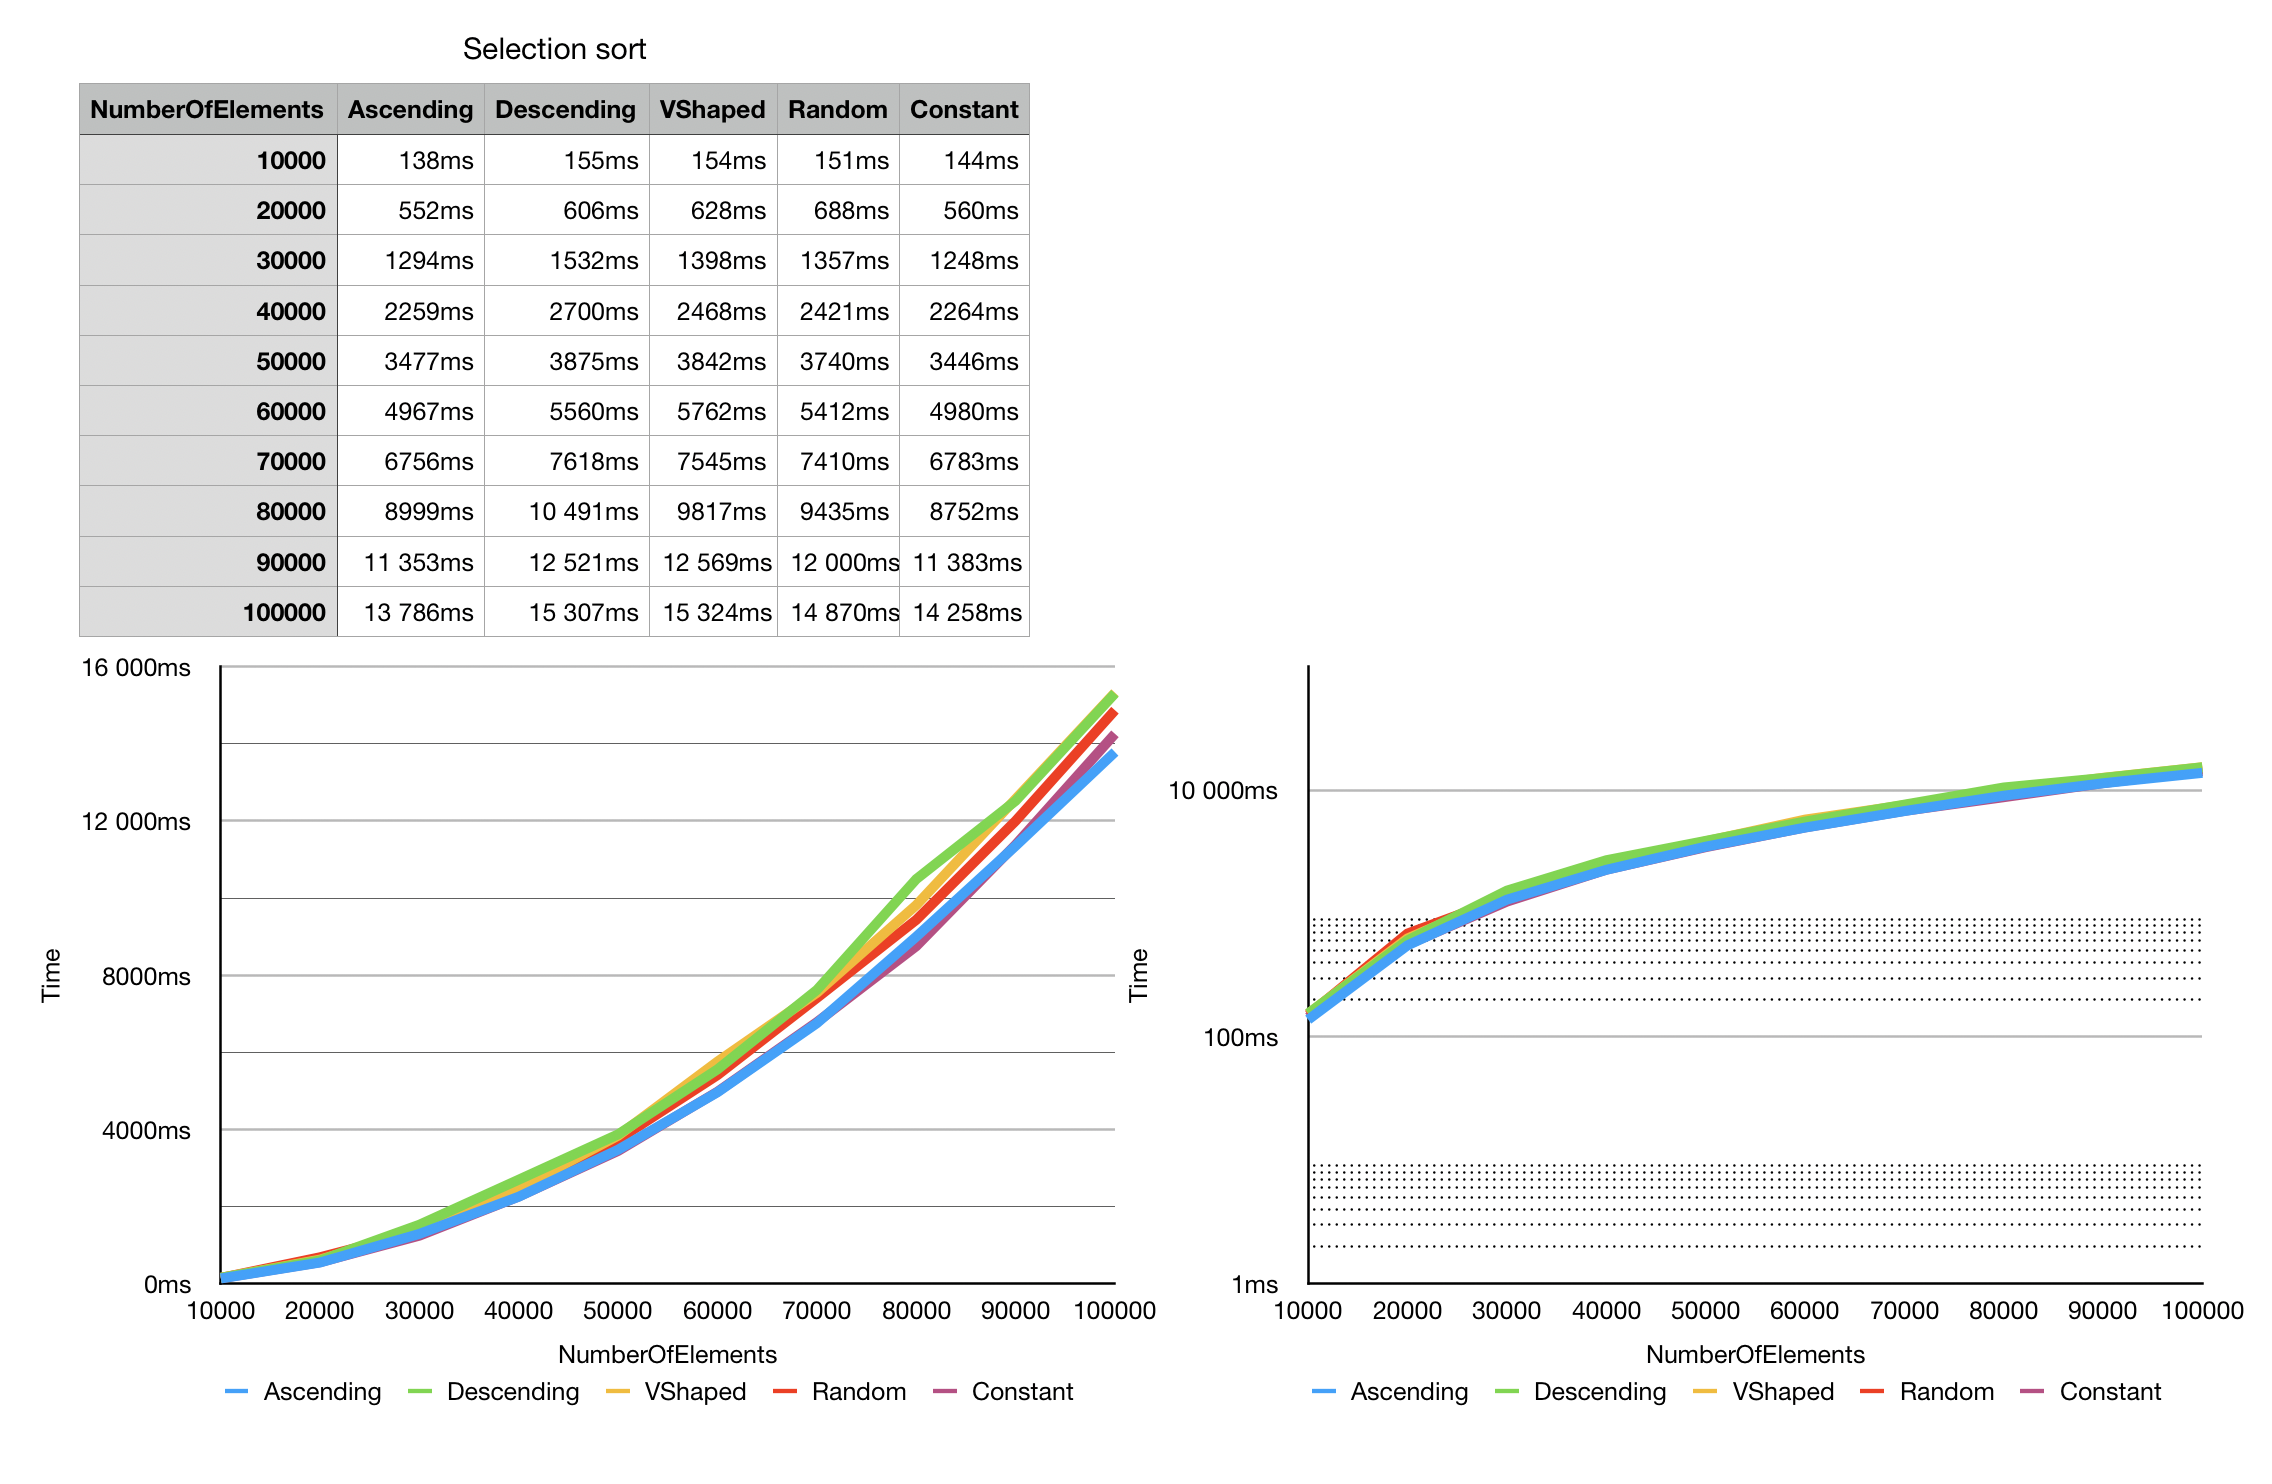 Selection sort
NumberOfElements Ascending Descending VShaped Random Constant
10000 138ms 155ms 154ms 151ms 144ms
20000 552ms 606ms 628ms 688ms 560ms
30000 1294ms 1532ms 1398ms 1357ms 1248ms
40000 2259ms 2700ms 2468ms 2421ms 2264ms
50000 3477ms 3875ms 3842ms 3740ms 3446ms
60000 4967ms 5560ms 5762ms 5412ms 4980ms
70000 6756ms 7618ms 7545ms 7410ms 6783ms
80000 8999ms 10 491ms 9817ms 9435ms 8752ms
90000 11 353ms 12 521ms 12 569ms 12 000ms 11 383ms
100000 13 786ms 15 307ms 15 324ms 14 870ms 14 258ms
16 000ms
12 000ms
8000ms
4000ms
0ms
Time
10000 20000 30000 40000 50000 60000 70000 80000 90000 100000
NumberOfElements
Ascending Descending VShaped Random Constant
10 000ms
100ms
1ms
Time
10000 20000 30000 40000 50000 60000 70000 80000 90000 100000
NumberOfElements
Ascending Descending VShaped Random Constant